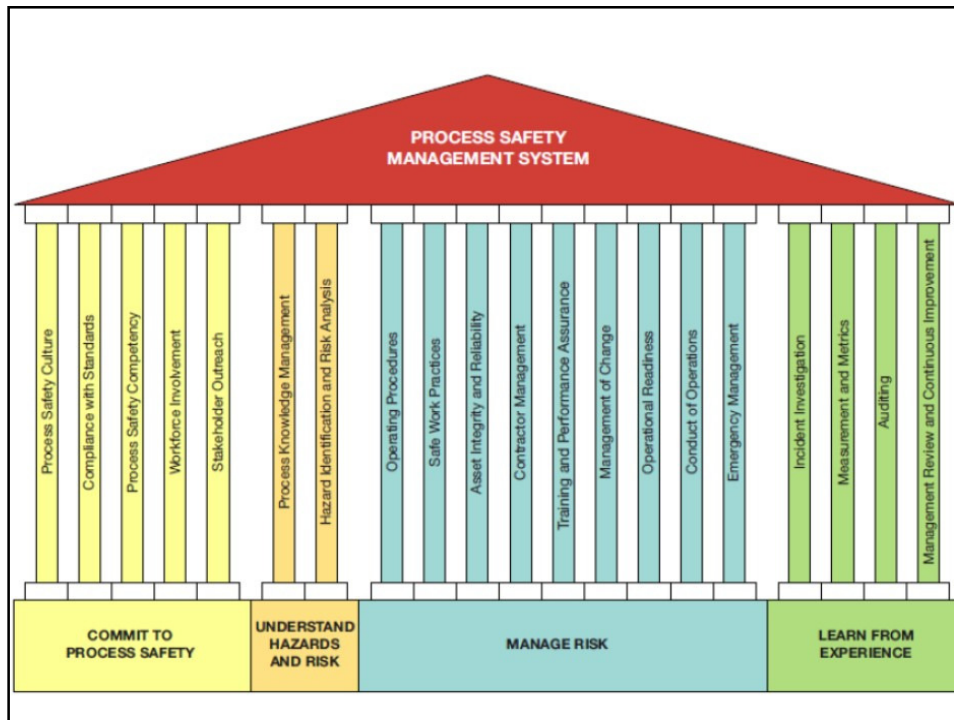 PROCESS SAFETY
MANAGEMENT SYSTEM
Process Safety Culture
Compliance with Standards
Process Safety Competency
Workforce Involvement
Stakeholder Outreach
Process Knowledge Management
Hazard Identification and Risk Analysis
Operating Procedures
Safe Work Practices
Asset Integrity and Reliability
Contractor Management
Training and Performance Assurance
Management of Change
Operational Readiness
Conduct of Operations
Emergency Management
Incident Investigation
Measurement and Metrics
Auditing
Management Review and Continuous Improvement
COMMIT TO
PROCESS SAFETY
UNDERSTAND
HAZARDS
AND RISK
MANAGE RISK
LEARN FROM
EXPERIENCE